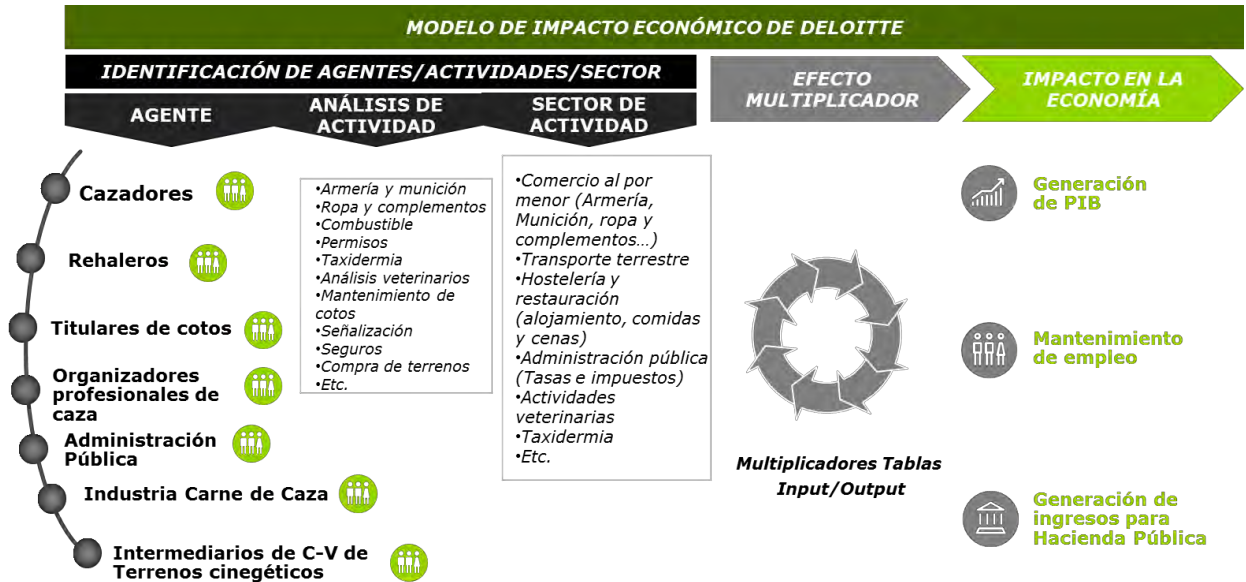 MODELO DE IMPACTO ECONÓMICO DE DELOITTE
IDENTIFICACIÓN DE AGENTES/ACTIVIDADES/SECTOR
EFECTO
MULTIPLICADOR
IMPACTO EN LA
ECONOMÍA
AGENTE
ANÁLISIS DE
ACTIVIDAD
SECTOR DE
ACTIVIDAD
Cazadores
Rehaleros
Titulares de cotos
Organizadores
profesionales de
caza
Administración
Pública
Industria Carne de Caza
Intermediarios de C-V de
Terrenos cinegéticos
•Armería y munición
•Ropa y complementos
•Combustible
•Permisos
•Taxidermia
•Análisis veterinarios
•Mantenimiento de
cotos
•Señalización
•Seguros
•Compra de terrenos
•Etc.
•Comercio al por
menor (Armería,
Munición, ropa y
complementos…)
•Transporte terrestre
•Hostelería y
restauración
(alojamiento, comidas
y cenas)
•Administración pública
(Tasas e impuestos)
•Actividades
veterinarias
•Taxidermia
•Etc.
Multiplicadores Tablas
Input/Output
Generación
de PIB
Mantenimiento
de empleo
Generación de
ingresos para
Hacienda Pública